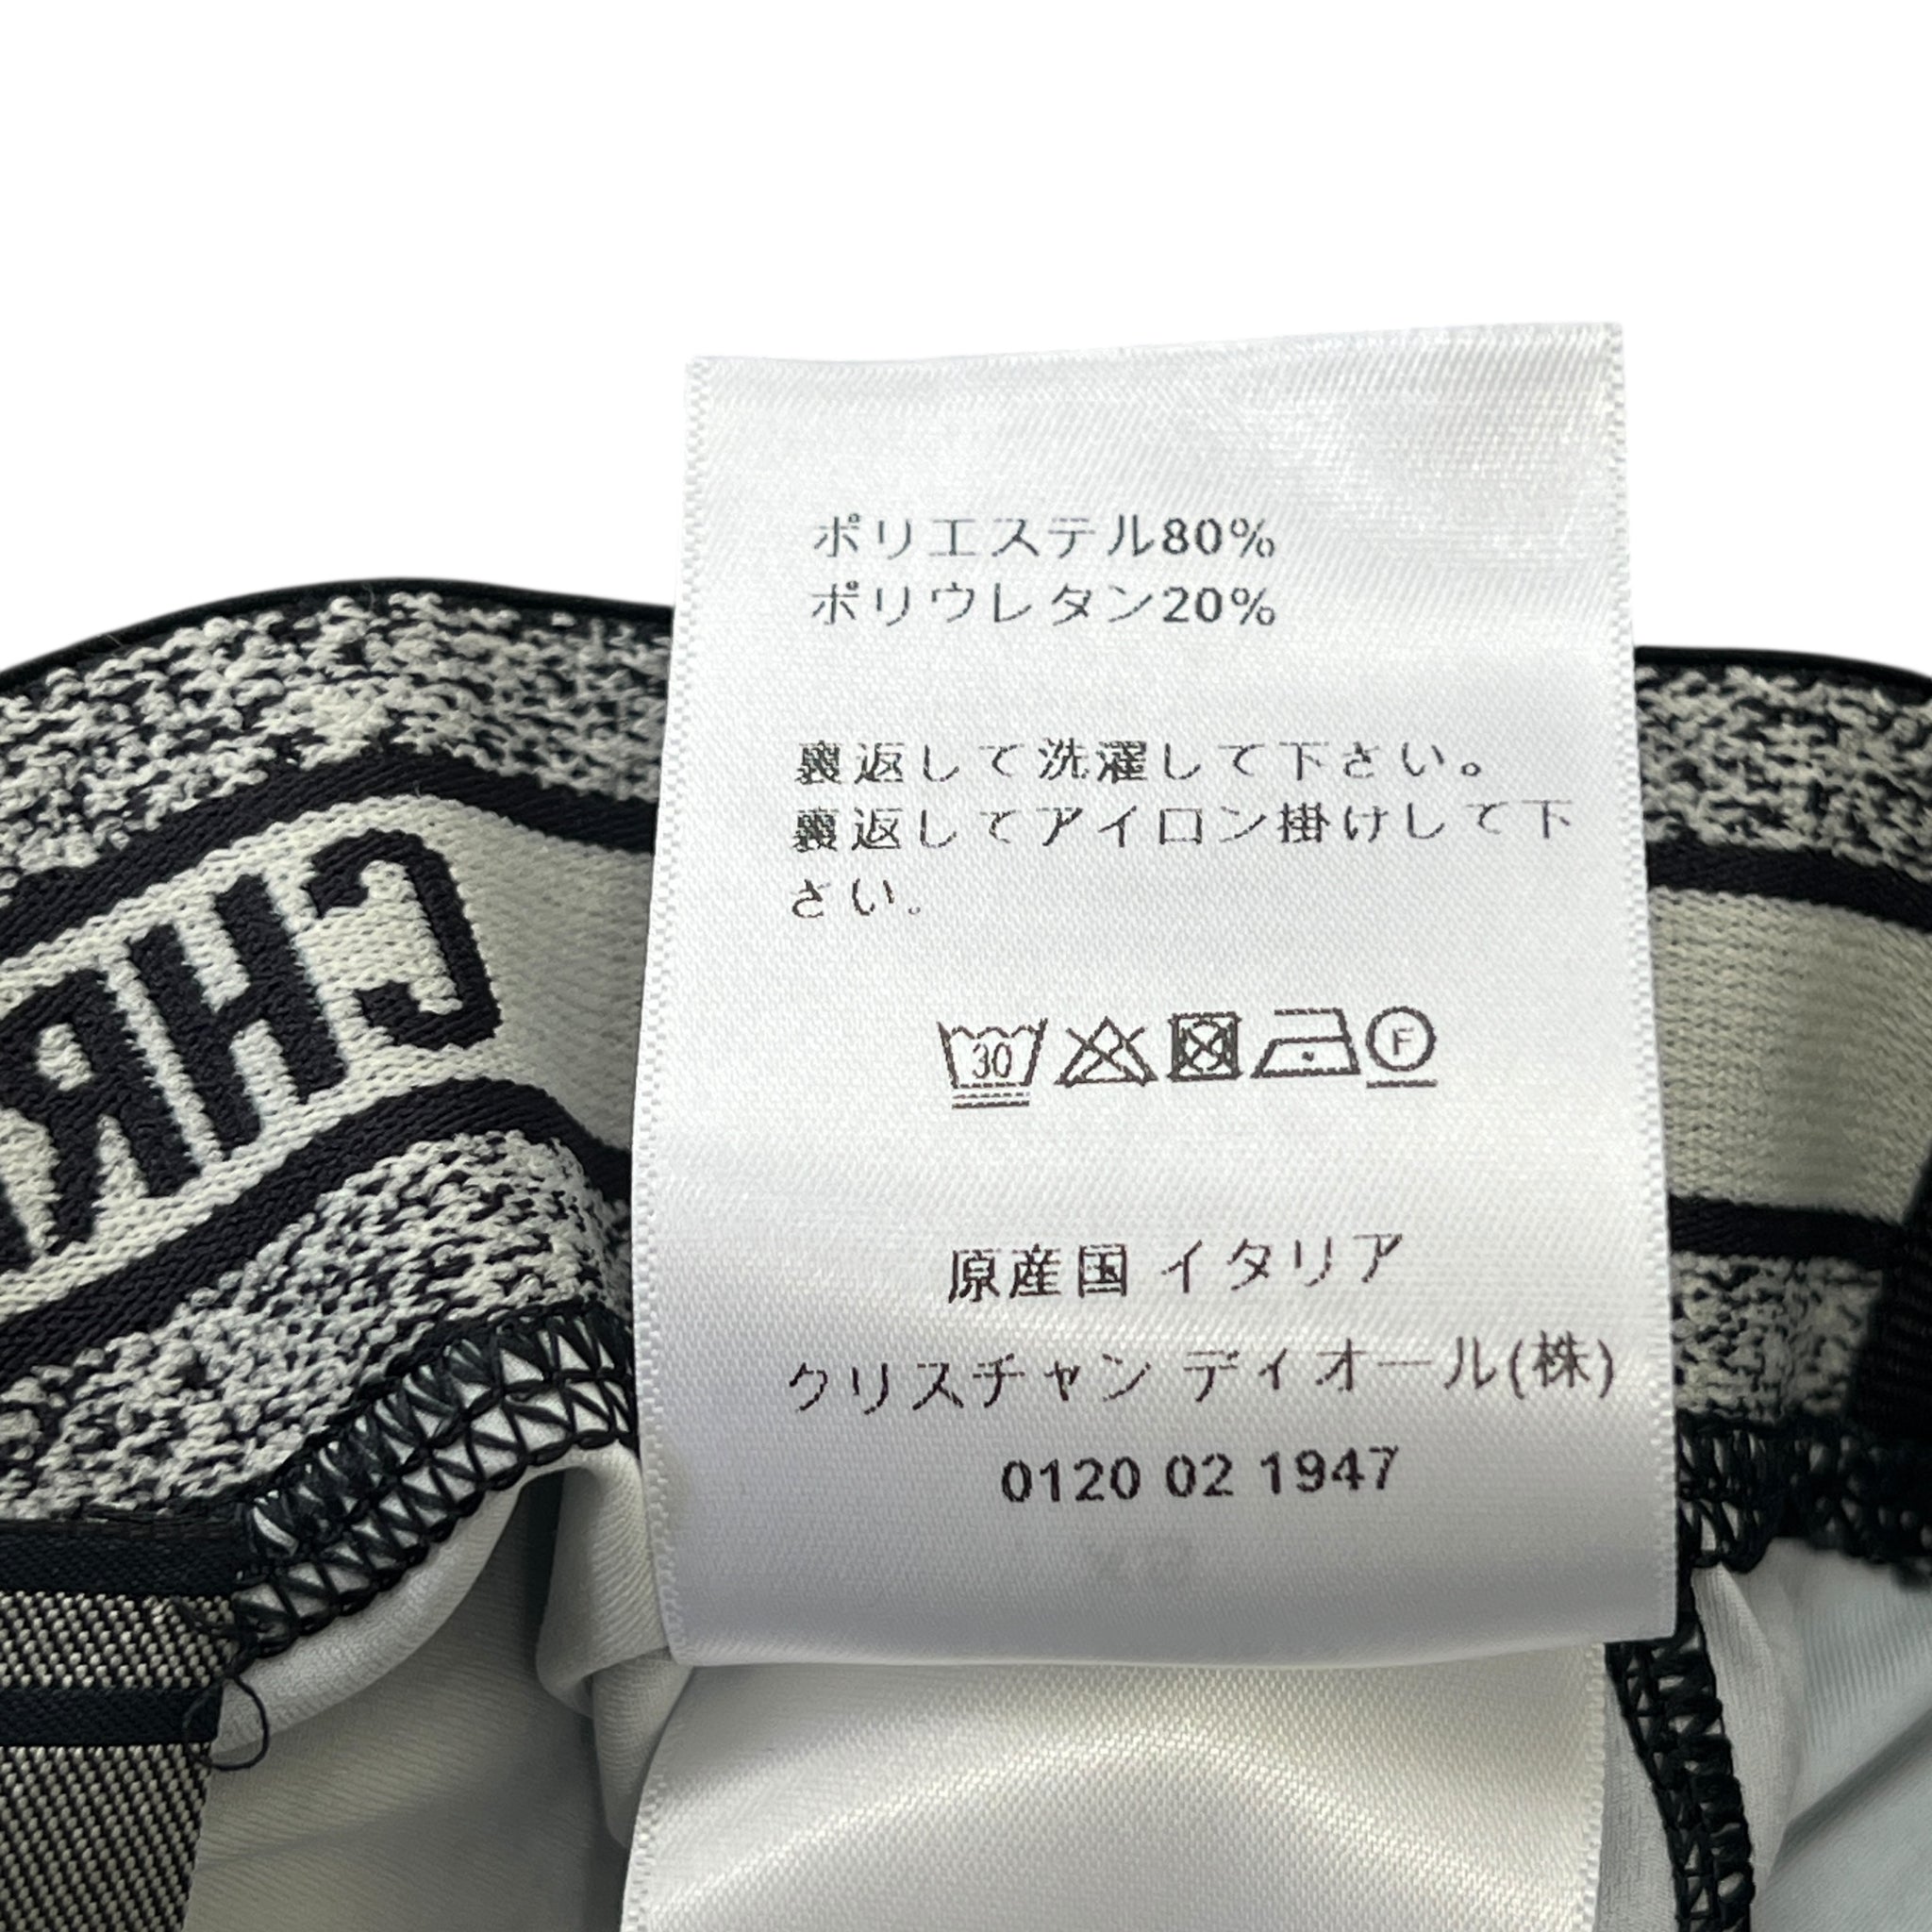 ポリエステル80%
ポリウレタン20%
裏返して洗濯して下さい。
裏返してアイロン掛けして下
さい。
30
F
原産国 イタリア
クリスチャン ディオール(株)
0120 02 1947
CHR